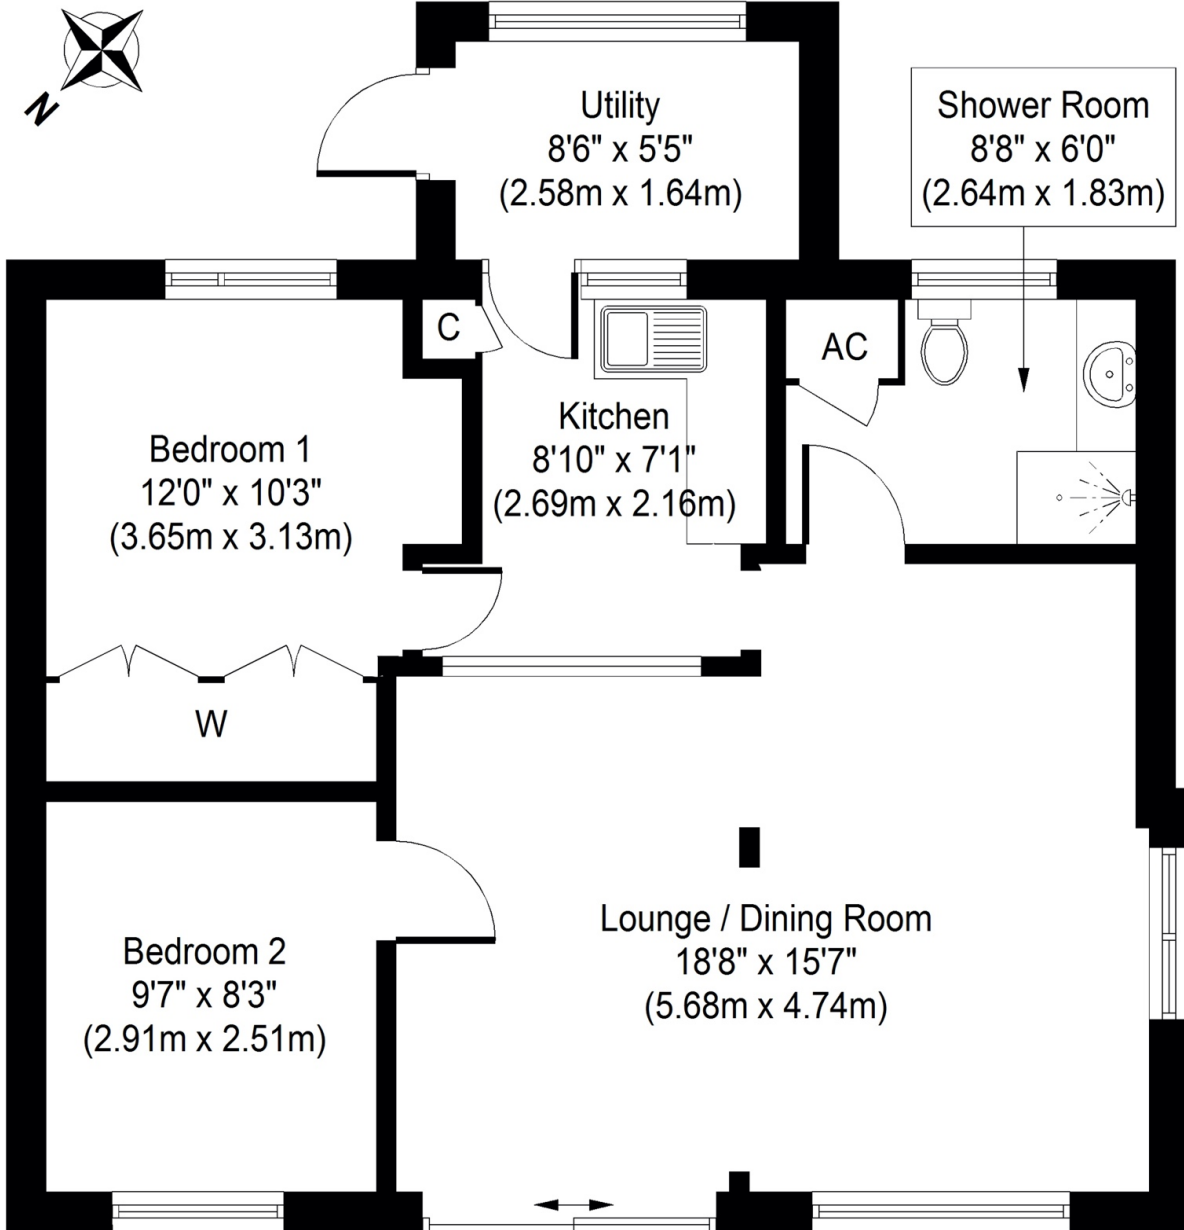 N
Utility
8'6" x 5'5"
(2.58m x 1.64m)
Shower Room
8'8" x 6'0"
(2.64m x 1.83m)
C
AC
Kitchen
8'10" x 7'1"
(2.69m x 2.16m)
Bedroom 1
12'0" x 10'3"
(3.65m x 3.13m)
W
Lounge / Dining Room
18'8" x 15'7"
(5.68m x 4.74m)
Bedroom 2
9'7" x 8'3"
(2.91m x 2.51m)